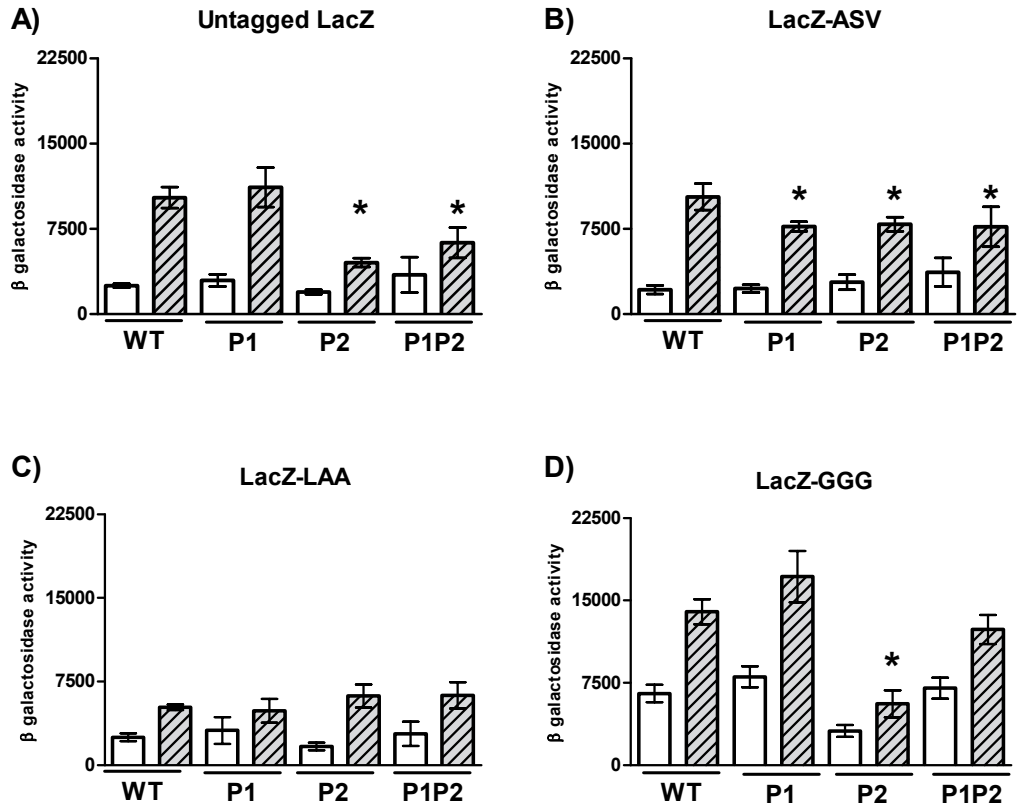 A)
Untagged LacZ
β galactosidase activity
22500
15000
7500
0
*
*
WT
P1
P2
P1P2
B)
LacZ-ASV
β galactosidase activity
22500
15000
7500
0
*
*
*
WT
P1
P2
P1P2
C)
LacZ-LAA
β galactosidase activity
22500
15000
7500
0
WT
P1
P2
P1P2
D)
LacZ-GGG
β galactosidase activity
22500
15000
7500
0
*
WT
P1
P2
P1P2